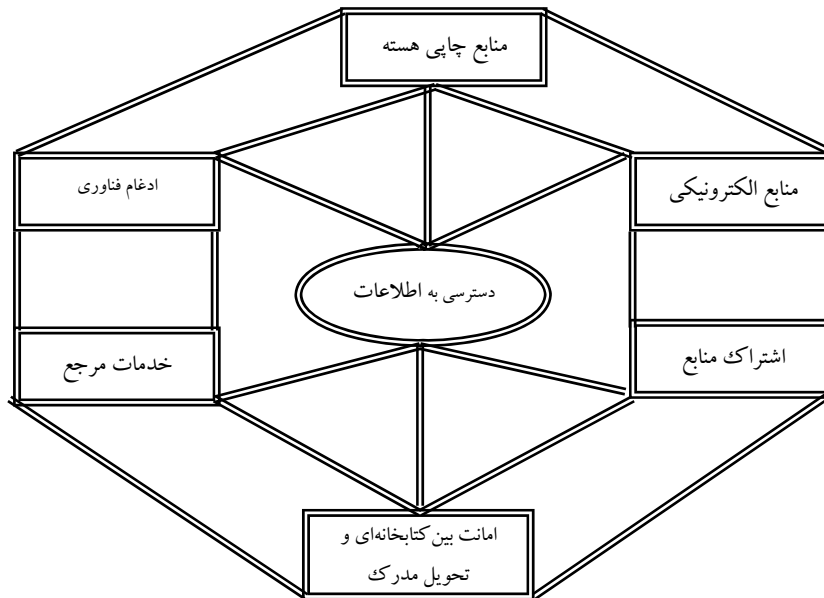 منابع چاپی هسته
منابع الکترونیکی
ادغام فناوری
دسترسی به اطلاعات
اشتراک منابع
خدمات مرجع
امانت بین کتابخانه‌ای و
تحویل مدرک